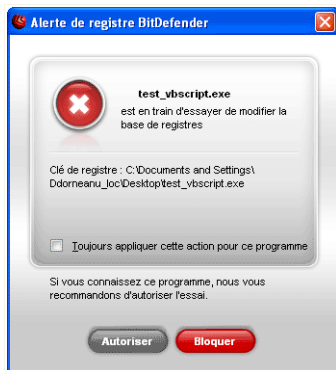 Alerte de registre BitDefender
test_vbscript.exe
est en train d'essayer de modifier la
base de registres
Clé de registre : C:\Documents and Settings\
Ddorneanu_loc\Desktop\test_vbscript.exe
Toujours appliquer cette action pour ce programme
Si vous connaissez ce programme, nous vous
recommandons d'autoriser l'essai.
Autoriser
Bloquer